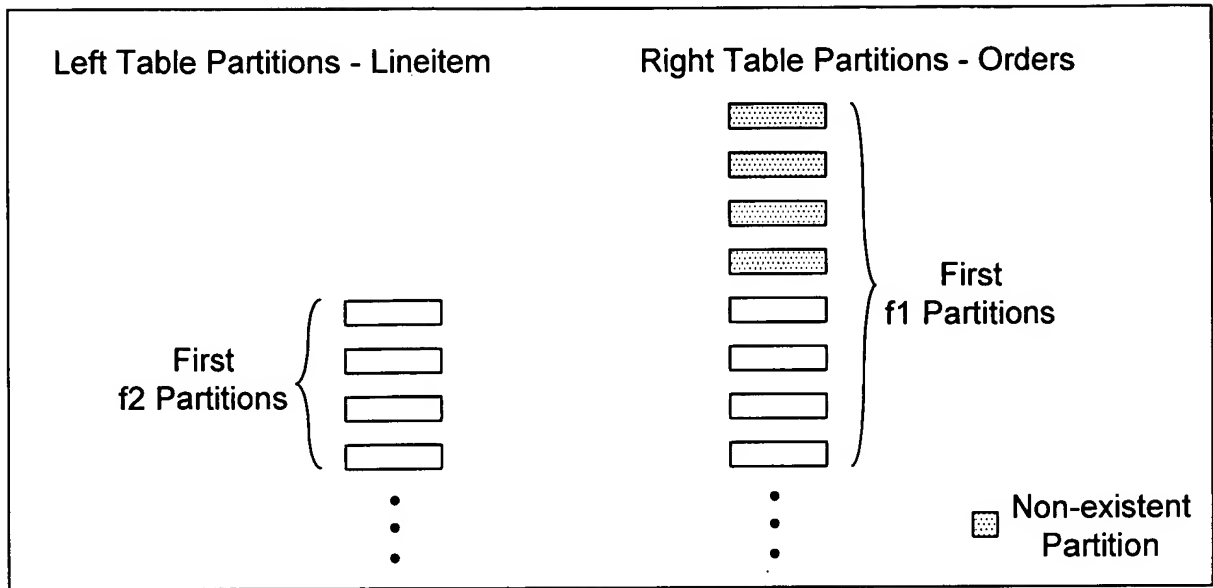 Left Table Partitions - Lineitem
Right Table Partitions - Orders
First
f1 Partitions
First
f2 Partitions
Non-existent
Partition